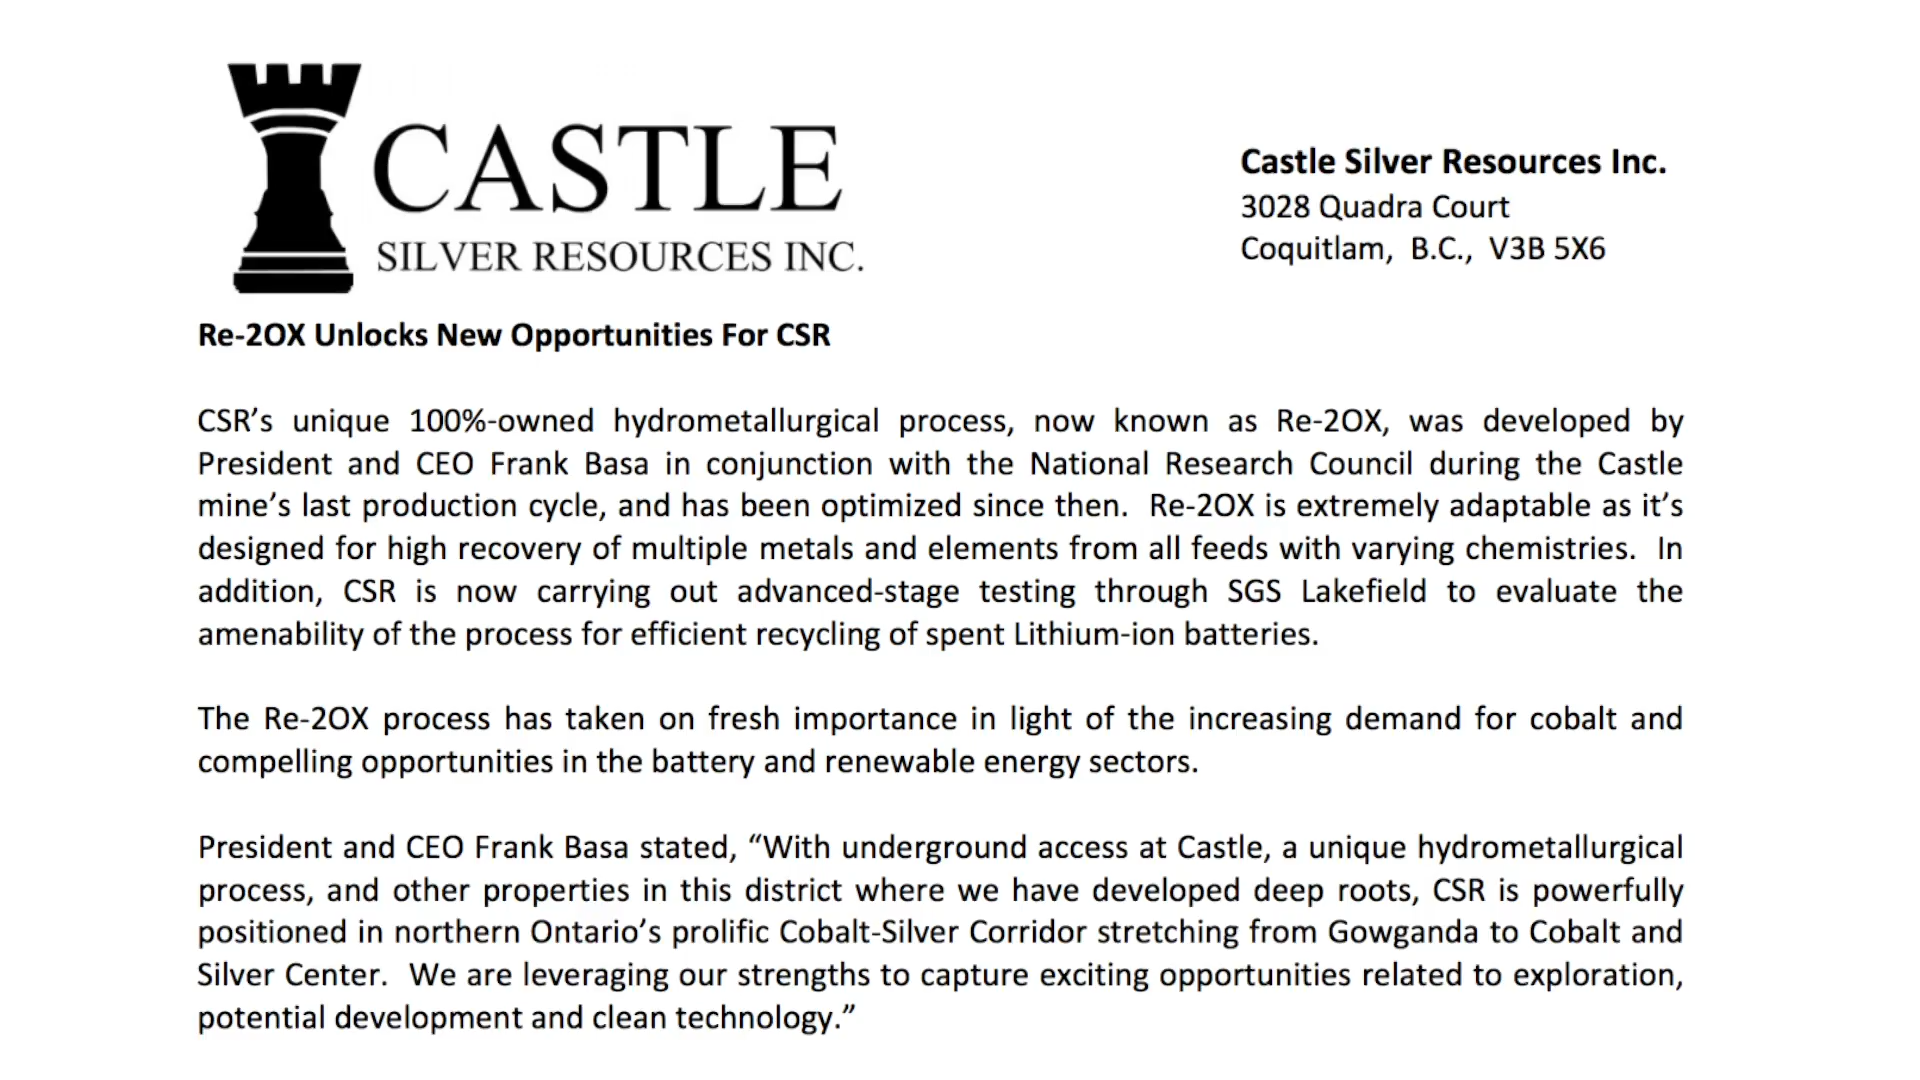 CASTLE
SILVER RESOURCES INC.
Castle Silver Resources Inc.
3028 Quadra Court
Coquitlam, B.C., V3B 5X6
Re-2OX Unlocks New Opportunities For CSR
CSR’s unique 100%-owned hydrometallurgical process, now known as Re-2OX, was developed by
President and CEO Frank Basa in conjunction with the National Research Council during the Castle
mine’s last production cycle, and has been optimized since then. Re-2OX is extremely adaptable as it’s
designed for high recovery of multiple metals and elements from all feeds with varying chemistries. In
addition, CSR is now carrying out advanced-stage testing through SGS Lakefield to evaluate the
amenability of the process for efficient recycling of spent Lithium-ion batteries.
The Re-2OX process has taken on fresh importance in light of the increasing demand for cobalt and
compelling opportunities in the battery and renewable energy sectors.
President and CEO Frank Basa stated, “With underground access at Castle, a unique hydrometallurgical
process, and other properties in this district where we have developed deep roots, CSR is powerfully
positioned in northern Ontario’s prolific Cobalt-Silver Corridor stretching from Gowganda to Cobalt and
Silver Center. We are leveraging our strengths to capture exciting opportunities related to exploration,
potential development and clean technology.”